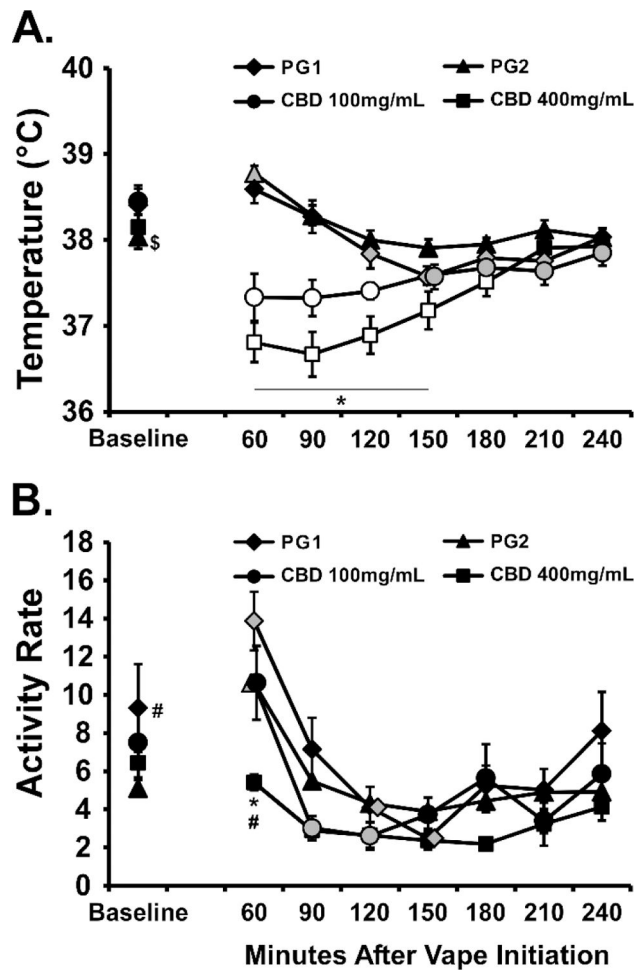 A.
PG1 PG2
CBD 100mg/mL CBD 400mg/mL
Temperature (°C)
40
39
38
37
36
$
*
Baseline 60 90 120 150 180 210 240
B.
PG1 PG2
CBD 100mg/mL CBD 400mg/mL
Activity Rate
18
16
14
12
10
8
6
4
2
0
#
*
#
Baseline 60 90 120 150 180 210 240
Minutes After Vape Initiation